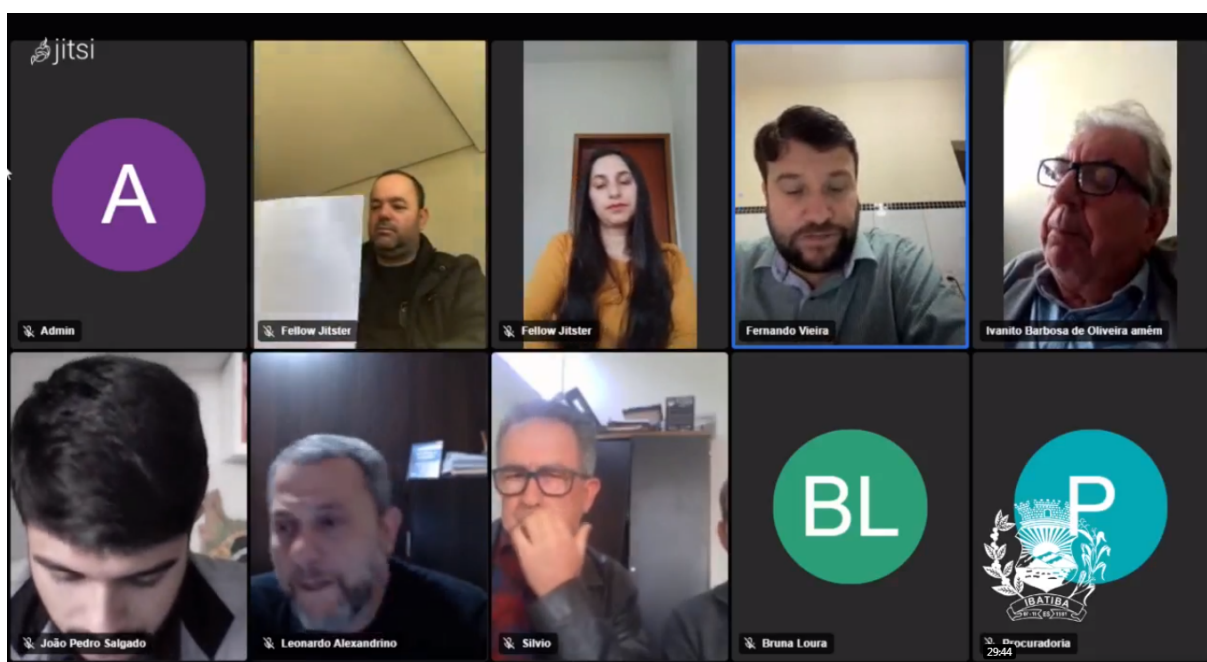 jitsi
A
Admin
Fellow Jitster
Fellow Jitster
Fernando Vieira
Ivanito Barbosa de Oliveira amém
João Pedro Salgado
Leonardo Alexandrino
Silvio
BL
Bruna Loura
P
IBATIBA
Procuradoria
29:44